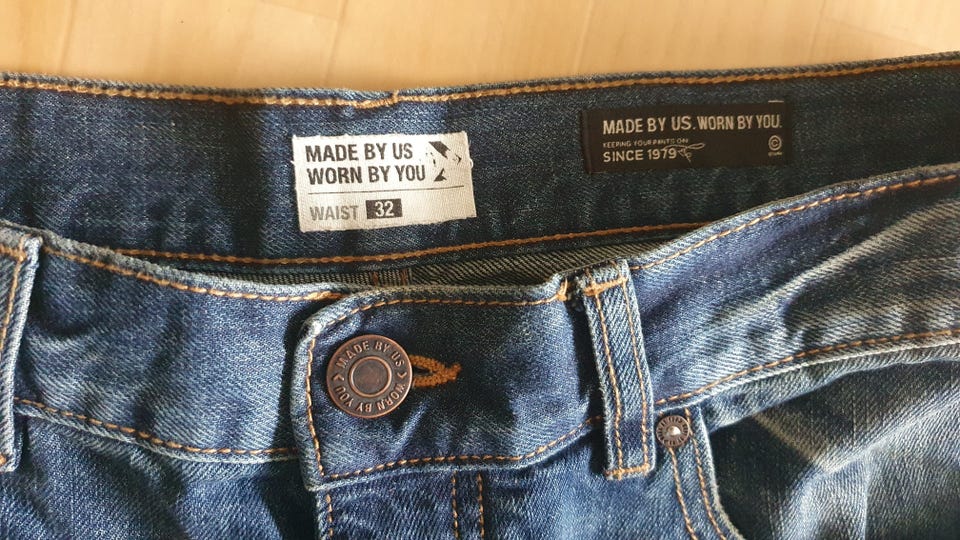 MADE BY US
WORN BY YOU
WAIST 32
MADE BY US. WORN BY YOU.
KEEPING YOUR PANTS ON
SINCE 1979
©
MADE BY US
WORN BY YOU